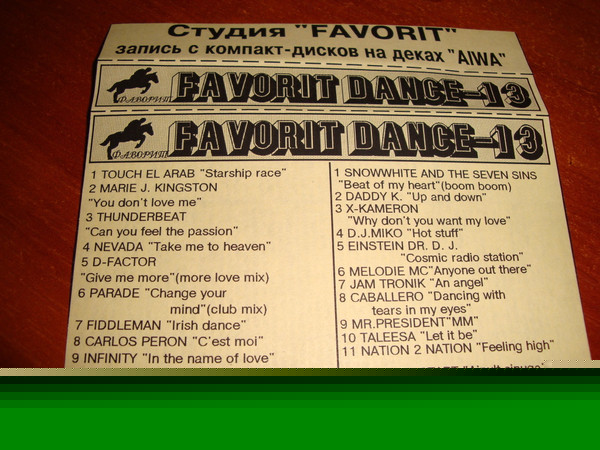 Студия "FAVORIT"
запись с компакт-дисков на деках "AIWA"
ФАВОРИТ FAVORIT DANCE-13
ФАВОРИТ FAVORIT DANCE-13
1 TOUCH EL ARAB "Starship race"
2 MARIE J. KINGSTON
"You don't love me"
3 THUNDERBEAT
"Can you feel the passion"
4 NEVADA "Take me to heaven"
5 D-FACTOR
"Give me more"(more love mix)
6 PARADE "Change your
mind"(club mix)
7 FIDDLEMAN "Irish dance"
8 CARLOS PERON "C'est moi"
9 INFINITY "In the name of love"
1 SNOWWHITE AND THE SEVEN SINS
"Beat of my heart"(boom boom)
2 DADDY K. "Up and down"
3 X-KAMERON
"Why don't you want my love"
4 D.J.MIKO "Hot stuff"
5 EINSTEIN DR. D. J.
"Cosmic radio station"
6 MELODIE MC"Anyone out there"
7 JAM TRONIK "An angel"
8 CABALLERO "Dancing with
tears in my eyes"
9 MR.PRESIDENT"MM"
10 TALEESA "Let it be"
11 NATION 2 NATION "Feeling high"